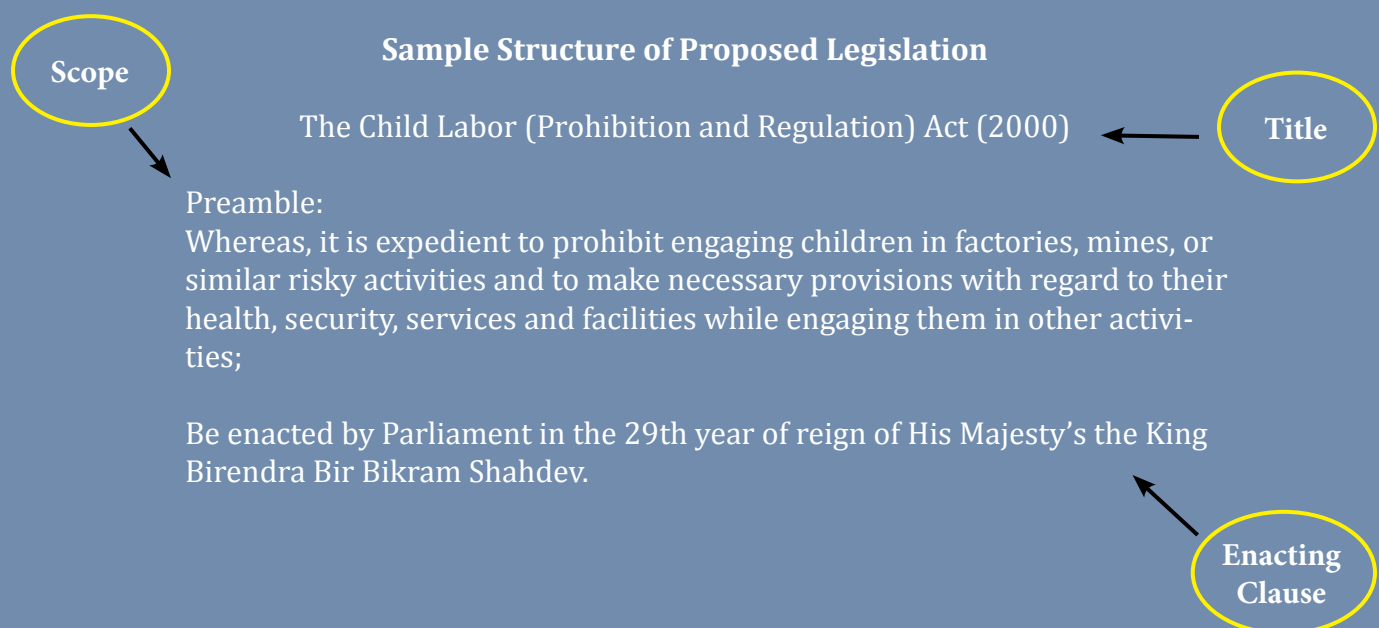 Sample Structure of Proposed Legislation
Scope
The Child Labor (Prohibition and Regulation) Act (2000)
Title
Preamble:
Whereas, it is expedient to prohibit engaging children in factories, mines, or
similar risky activities and to make necessary provisions with regard to their
health, security, services and facilities while engaging them in other activi-
ties;
Be enacted by Parliament in the 29th year of reign of His Majesty’s the King
Birendra Bir Bikram Shahdev.
Enacting
Clause